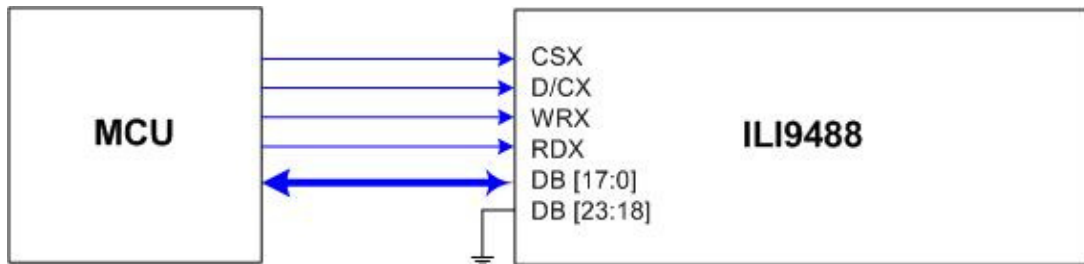 MCU
CSX
D/CX
WRX
RDX
DB [17:0]
DB [23:18]
ILI9488